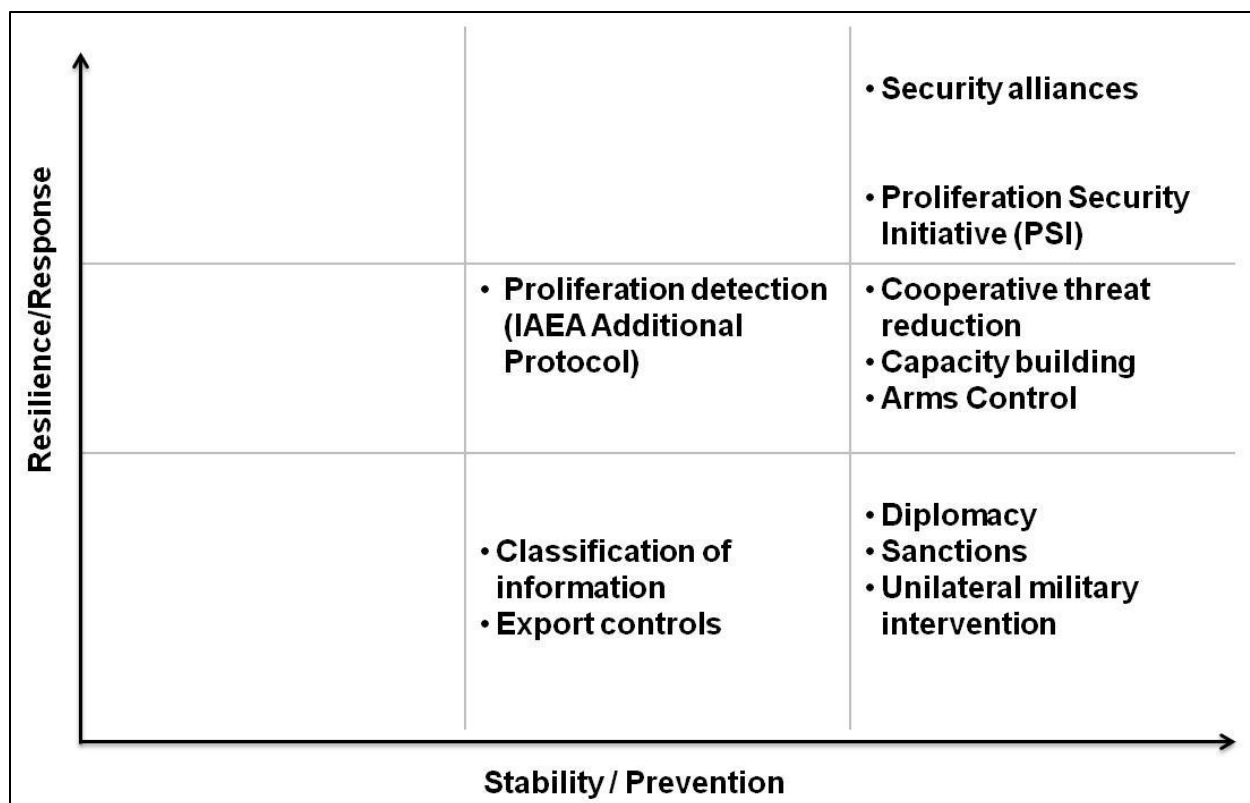 Resilience/Response
• Security alliances
• Proliferation Security
Initiative (PSI)
• Proliferation detection
(IAEA Additional
Protocol)
• Cooperative threat
reduction
• Capacity building
• Arms Control
• Classification of
information
• Export controls
• Diplomacy
• Sanctions
• Unilateral military
intervention
Stability / Prevention